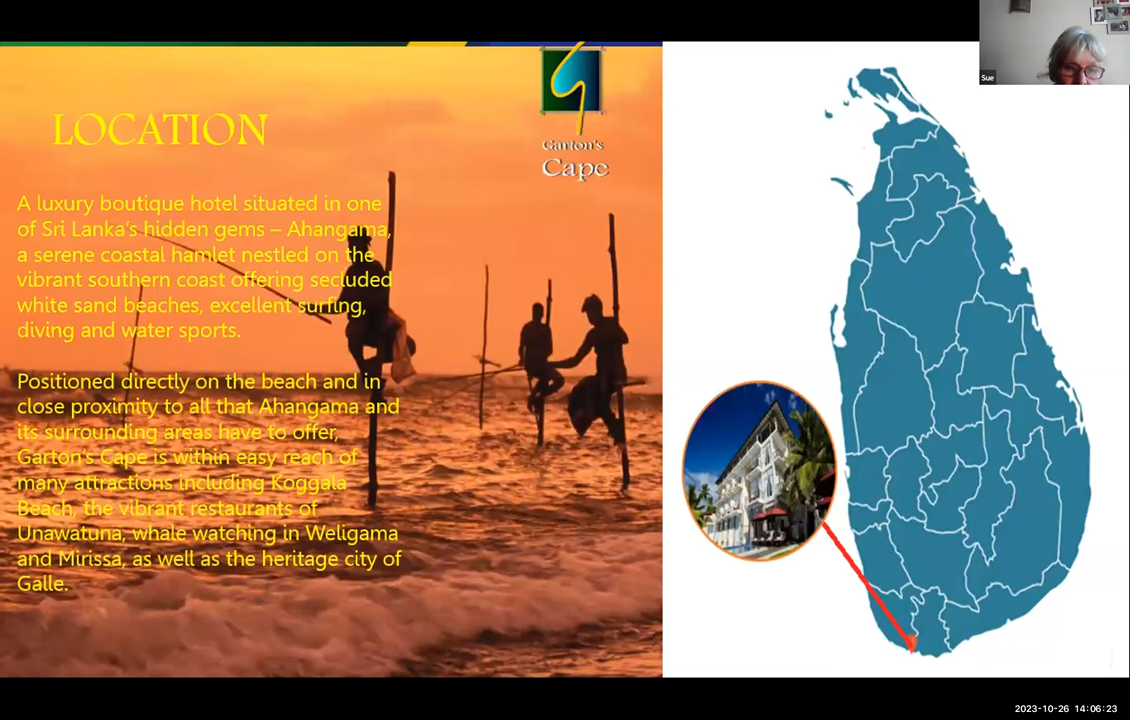 Sue
Garton's
Cape
LOCATION
A luxury boutique hotel situated in one
of Sri Lanka's hidden gems – Ahangama,
a serene coastal hamlet nestled on the
vibrant southern coast offering secluded
white sand beaches, excellent surfing,
diving and water sports.
Positioned directly on the beach and in
close proximity to all that Ahangama and
its surrounding areas have to offer,
Garton's Cape is within easy reach of
many attractions including Koggala
Beach, the vibrant restaurants of
Unawatuna, whale watching in Weligama
and Mirissa, as well as the heritage city of
Galle.
2023-10-26 14:06:23